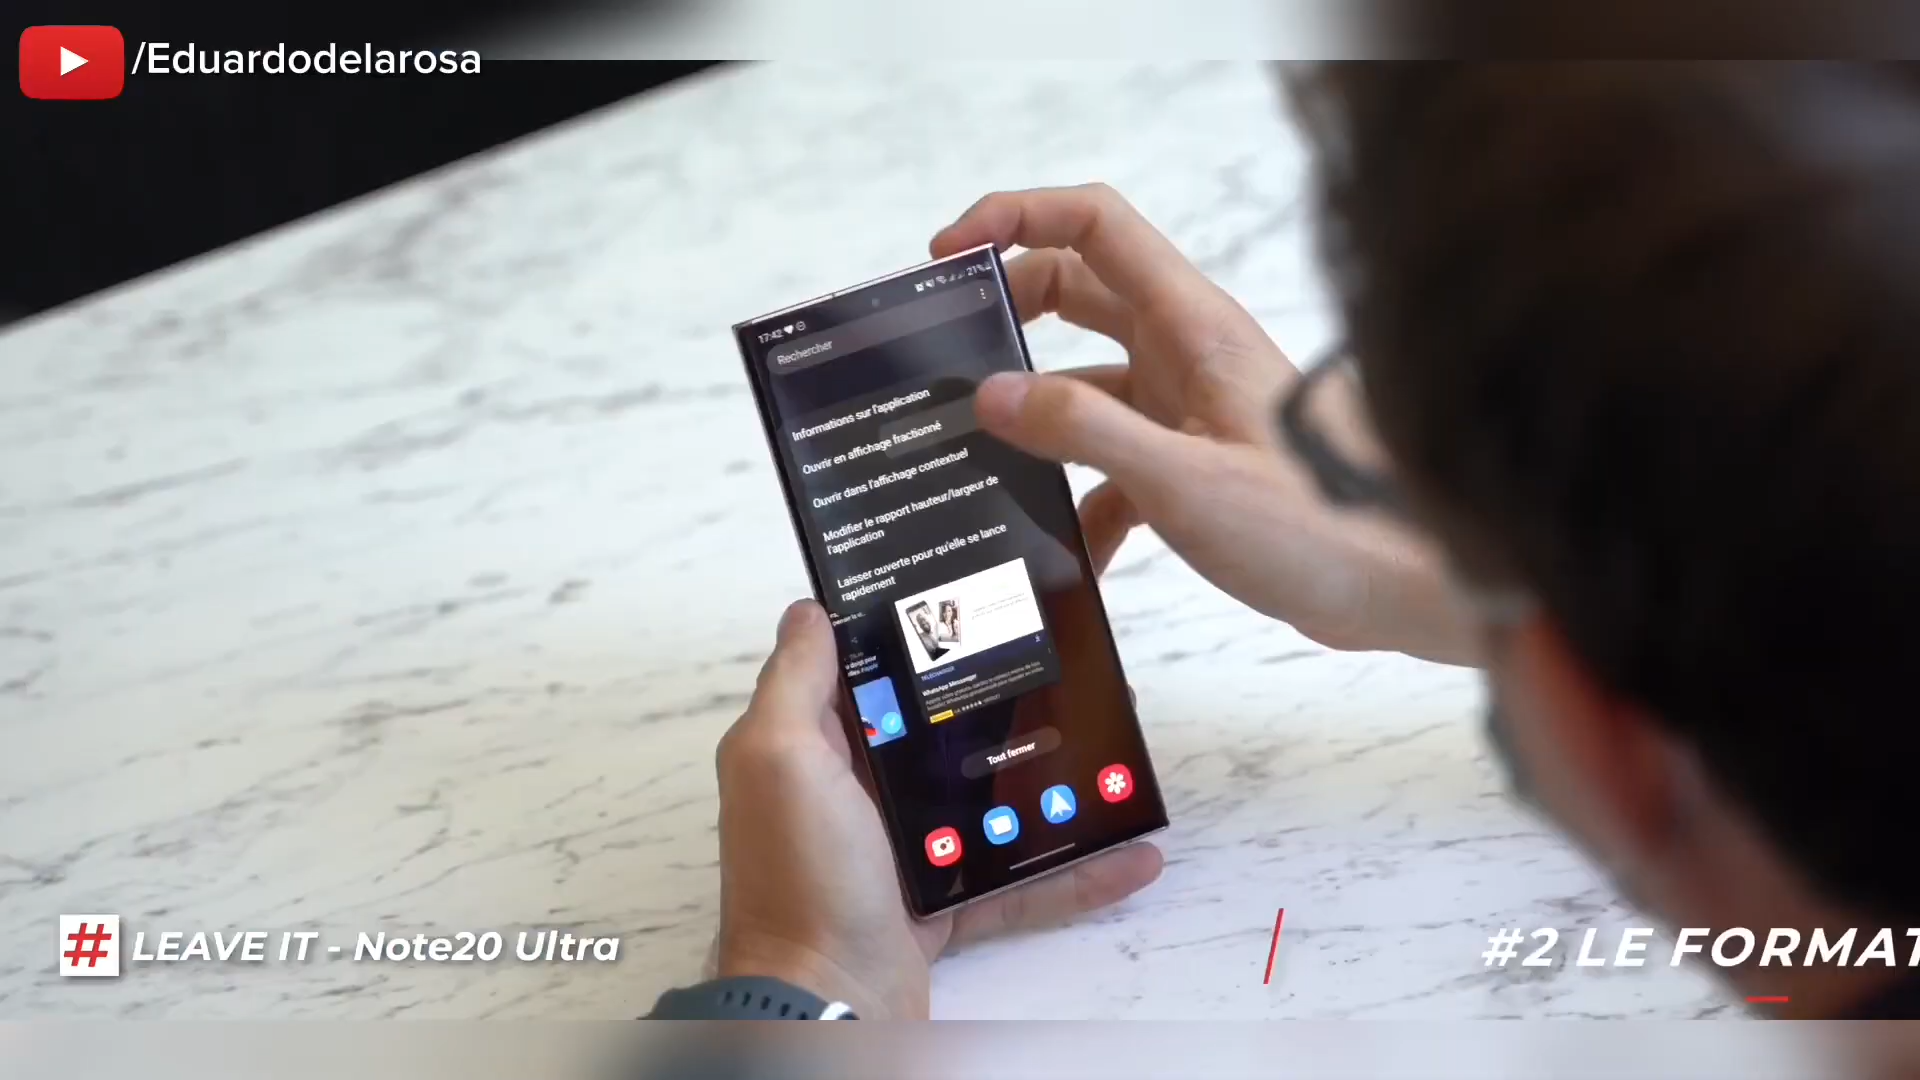 /Eduardodelarosa
17:42
21%
Rechercher
Informations sur l'application
Ouvrir en affichage fractionné
Ouvrir dans l'affichage contextuel
Modifier le rapport hauteur/largeur de
l'application
Laisser ouverte pour qu'elle se lance
rapidement
TÉLÉCHARGER
WhatsApp Messenger
Tout fermer
# LEAVE IT - Note20 Ultra
#2 LE FORMAT